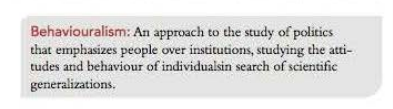 Behaviouralism: An approach to the study of politics
that emphasizes people over institutions, studying the atti-
tudes and behaviour of individualsin search of scientific
generalizations.